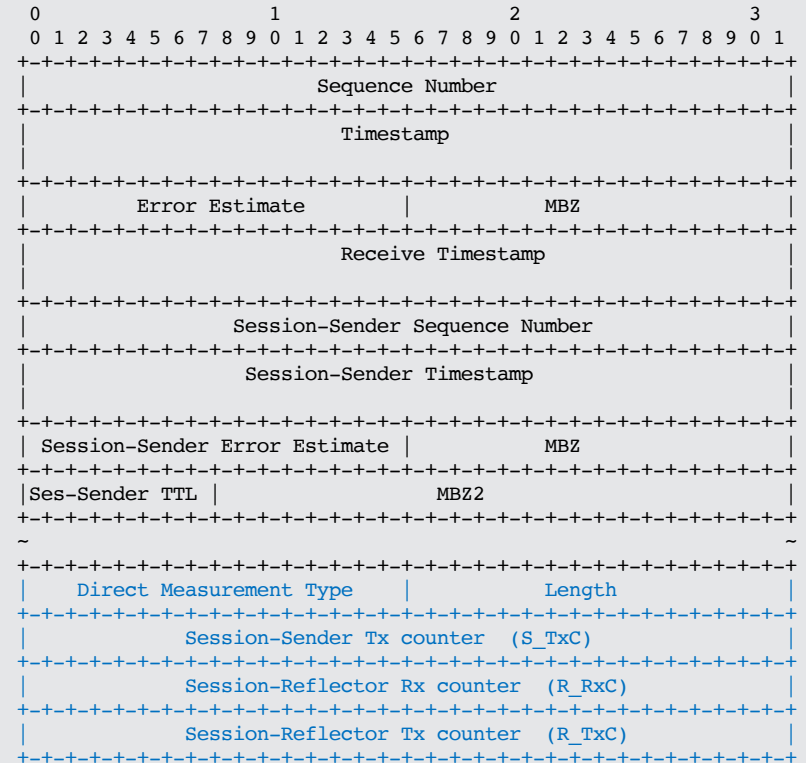 0                   1                   2                   3
 0 1 2 3 4 5 6 7 8 9 0 1 2 3 4 5 6 7 8 9 0 1 2 3 4 5 6 7 8 9 0 1
+-+-+-+-+-+-+-+-+-+-+-+-+-+-+-+-+-+-+-+-+-+-+-+-+-+-+-+-+-+-+-+-+
|                        Sequence Number                        |
+-+-+-+-+-+-+-+-+-+-+-+-+-+-+-+-+-+-+-+-+-+-+-+-+-+-+-+-+-+-+-+-+
|                          Timestamp                            |
|                                                               |
+-+-+-+-+-+-+-+-+-+-+-+-+-+-+-+-+-+-+-+-+-+-+-+-+-+-+-+-+-+-+-+-+
|         Error Estimate        |           MBZ                 |
+-+-+-+-+-+-+-+-+-+-+-+-+-+-+-+-+-+-+-+-+-+-+-+-+-+-+-+-+-+-+-+-+
|                          Receive Timestamp                    |
|                                                               |
+-+-+-+-+-+-+-+-+-+-+-+-+-+-+-+-+-+-+-+-+-+-+-+-+-+-+-+-+-+-+-+-+
|                 Session-Sender Sequence Number                |
+-+-+-+-+-+-+-+-+-+-+-+-+-+-+-+-+-+-+-+-+-+-+-+-+-+-+-+-+-+-+-+-+
|                  Session-Sender Timestamp                     |
|                                                               |
+-+-+-+-+-+-+-+-+-+-+-+-+-+-+-+-+-+-+-+-+-+-+-+-+-+-+-+-+-+-+-+-+
| Session-Sender Error Estimate |           MBZ                 |
+-+-+-+-+-+-+-+-+-+-+-+-+-+-+-+-+-+-+-+-+-+-+-+-+-+-+-+-+-+-+-+-+
|Ses-Sender TTL |                  MBZ2                         |
+-+-+-+-+-+-+-+-+-+-+-+-+-+-+-+-+-+-+-+-+-+-+-+-+-+-+-+-+-+-+-+-+
~                                                               ~
+-+-+-+-+-+-+-+-+-+-+-+-+-+-+-+-+-+-+-+-+-+-+-+-+-+-+-+-+-+-+-+-+
|    Direct Measurement Type    |           Length              |
+-+-+-+-+-+-+-+-+-+-+-+-+-+-+-+-+-+-+-+-+-+-+-+-+-+-+-+-+-+-+-+-+
|             Session-Sender Tx counter  (S_TxC)                |
+-+-+-+-+-+-+-+-+-+-+-+-+-+-+-+-+-+-+-+-+-+-+-+-+-+-+-+-+-+-+-+-+
|             Session-Reflector Rx counter  (R_RxC)             |
+-+-+-+-+-+-+-+-+-+-+-+-+-+-+-+-+-+-+-+-+-+-+-+-+-+-+-+-+-+-+-+-+
|             Session-Reflector Tx counter  (R_TxC)             |
+-+-+-+-+-+-+-+-+-+-+-+-+-+-+-+-+-+-+-+-+-+-+-+-+-+-+-+-+-+-+-+-+